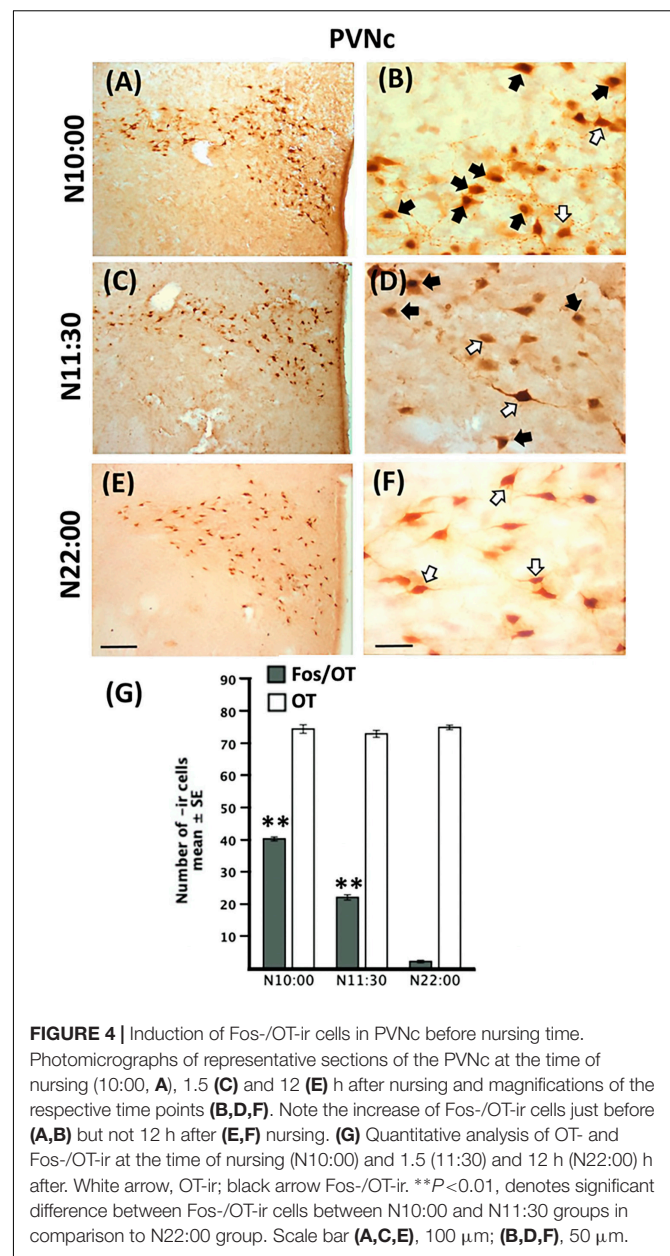 PVNc
(A)
(B)
N10:00
(C)
(D)
N11:30
(E)
(F)
N22:00
(G)
Fos/OT
OT
90
80
70
60
50
40
30
20
10
Number of -ir cells
mean ± SE
**
**
N10:00 N11:30 N22:00
FIGURE 4 | Induction of Fos-/OT-ir cells in PVNc before nursing time.
Photomicrographs of representative sections of the PVNc at the time of
nursing (10:00, A), 1.5 (C) and 12 (E) h after nursing and magnifications of the
respective time points (B,D,F). Note the increase of Fos-/OT-ir cells just before
(A,B) but not 12 h after (E,F) nursing. (G) Quantitative analysis of OT- and
Fos-/OT-ir at the time of nursing (N10:00) and 1.5 (11:30) and 12 h (N22:00) h
after. White arrow, OT-ir; black arrow Fos-/OT-ir. **P<0.01, denotes significant
difference between Fos-/OT-ir cells between N10:00 and N11:30 groups in
comparison to N22:00 group. Scale bar (A,C,E), 100 μm; (B,D,F), 50 μm.